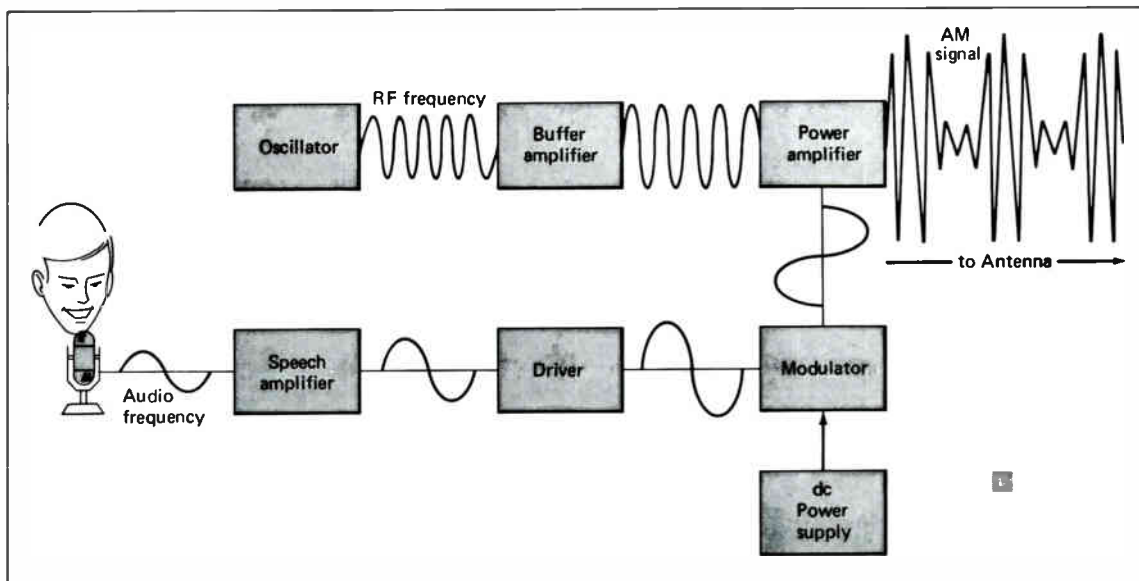 AM
signal
RF frequency
Oscillator
Buffer
amplifier
Power
amplifier
to Antenna
Speech
amplifier
Driver
Modulator
Audio
frequency
dc
Power
supply